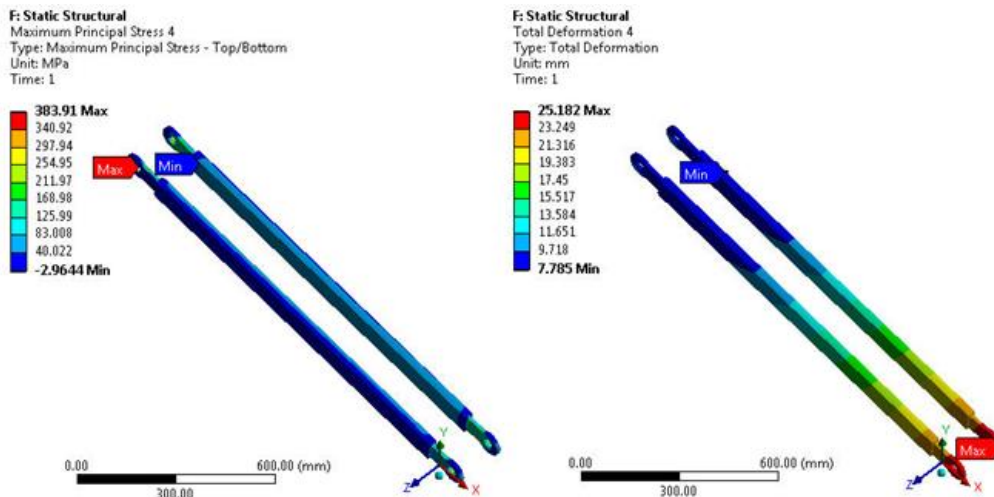 F: Static Structural
Maximum Principal Stress 4
Type: Maximum Principal Stress - Top/Bottom
Unit: MPa
Time: 1
383.91 Max
340.92
297.94
254.95
211.97
168.98
125.99
83.008
40.022
-2.9644 Min
Max
Min
Y
Z
X
0.00
600.00 (mm)
300.00
F: Static Structural
Total Deformation 4
Type: Total Deformation
Unit: mm
Time: 1
25.182 Max
23.249
21.316
19.383
17.45
15.517
13.584
11.651
9.718
7.785 Min
Min
Max
Y
Z
X
0.00
600.00 (mm)
300.00